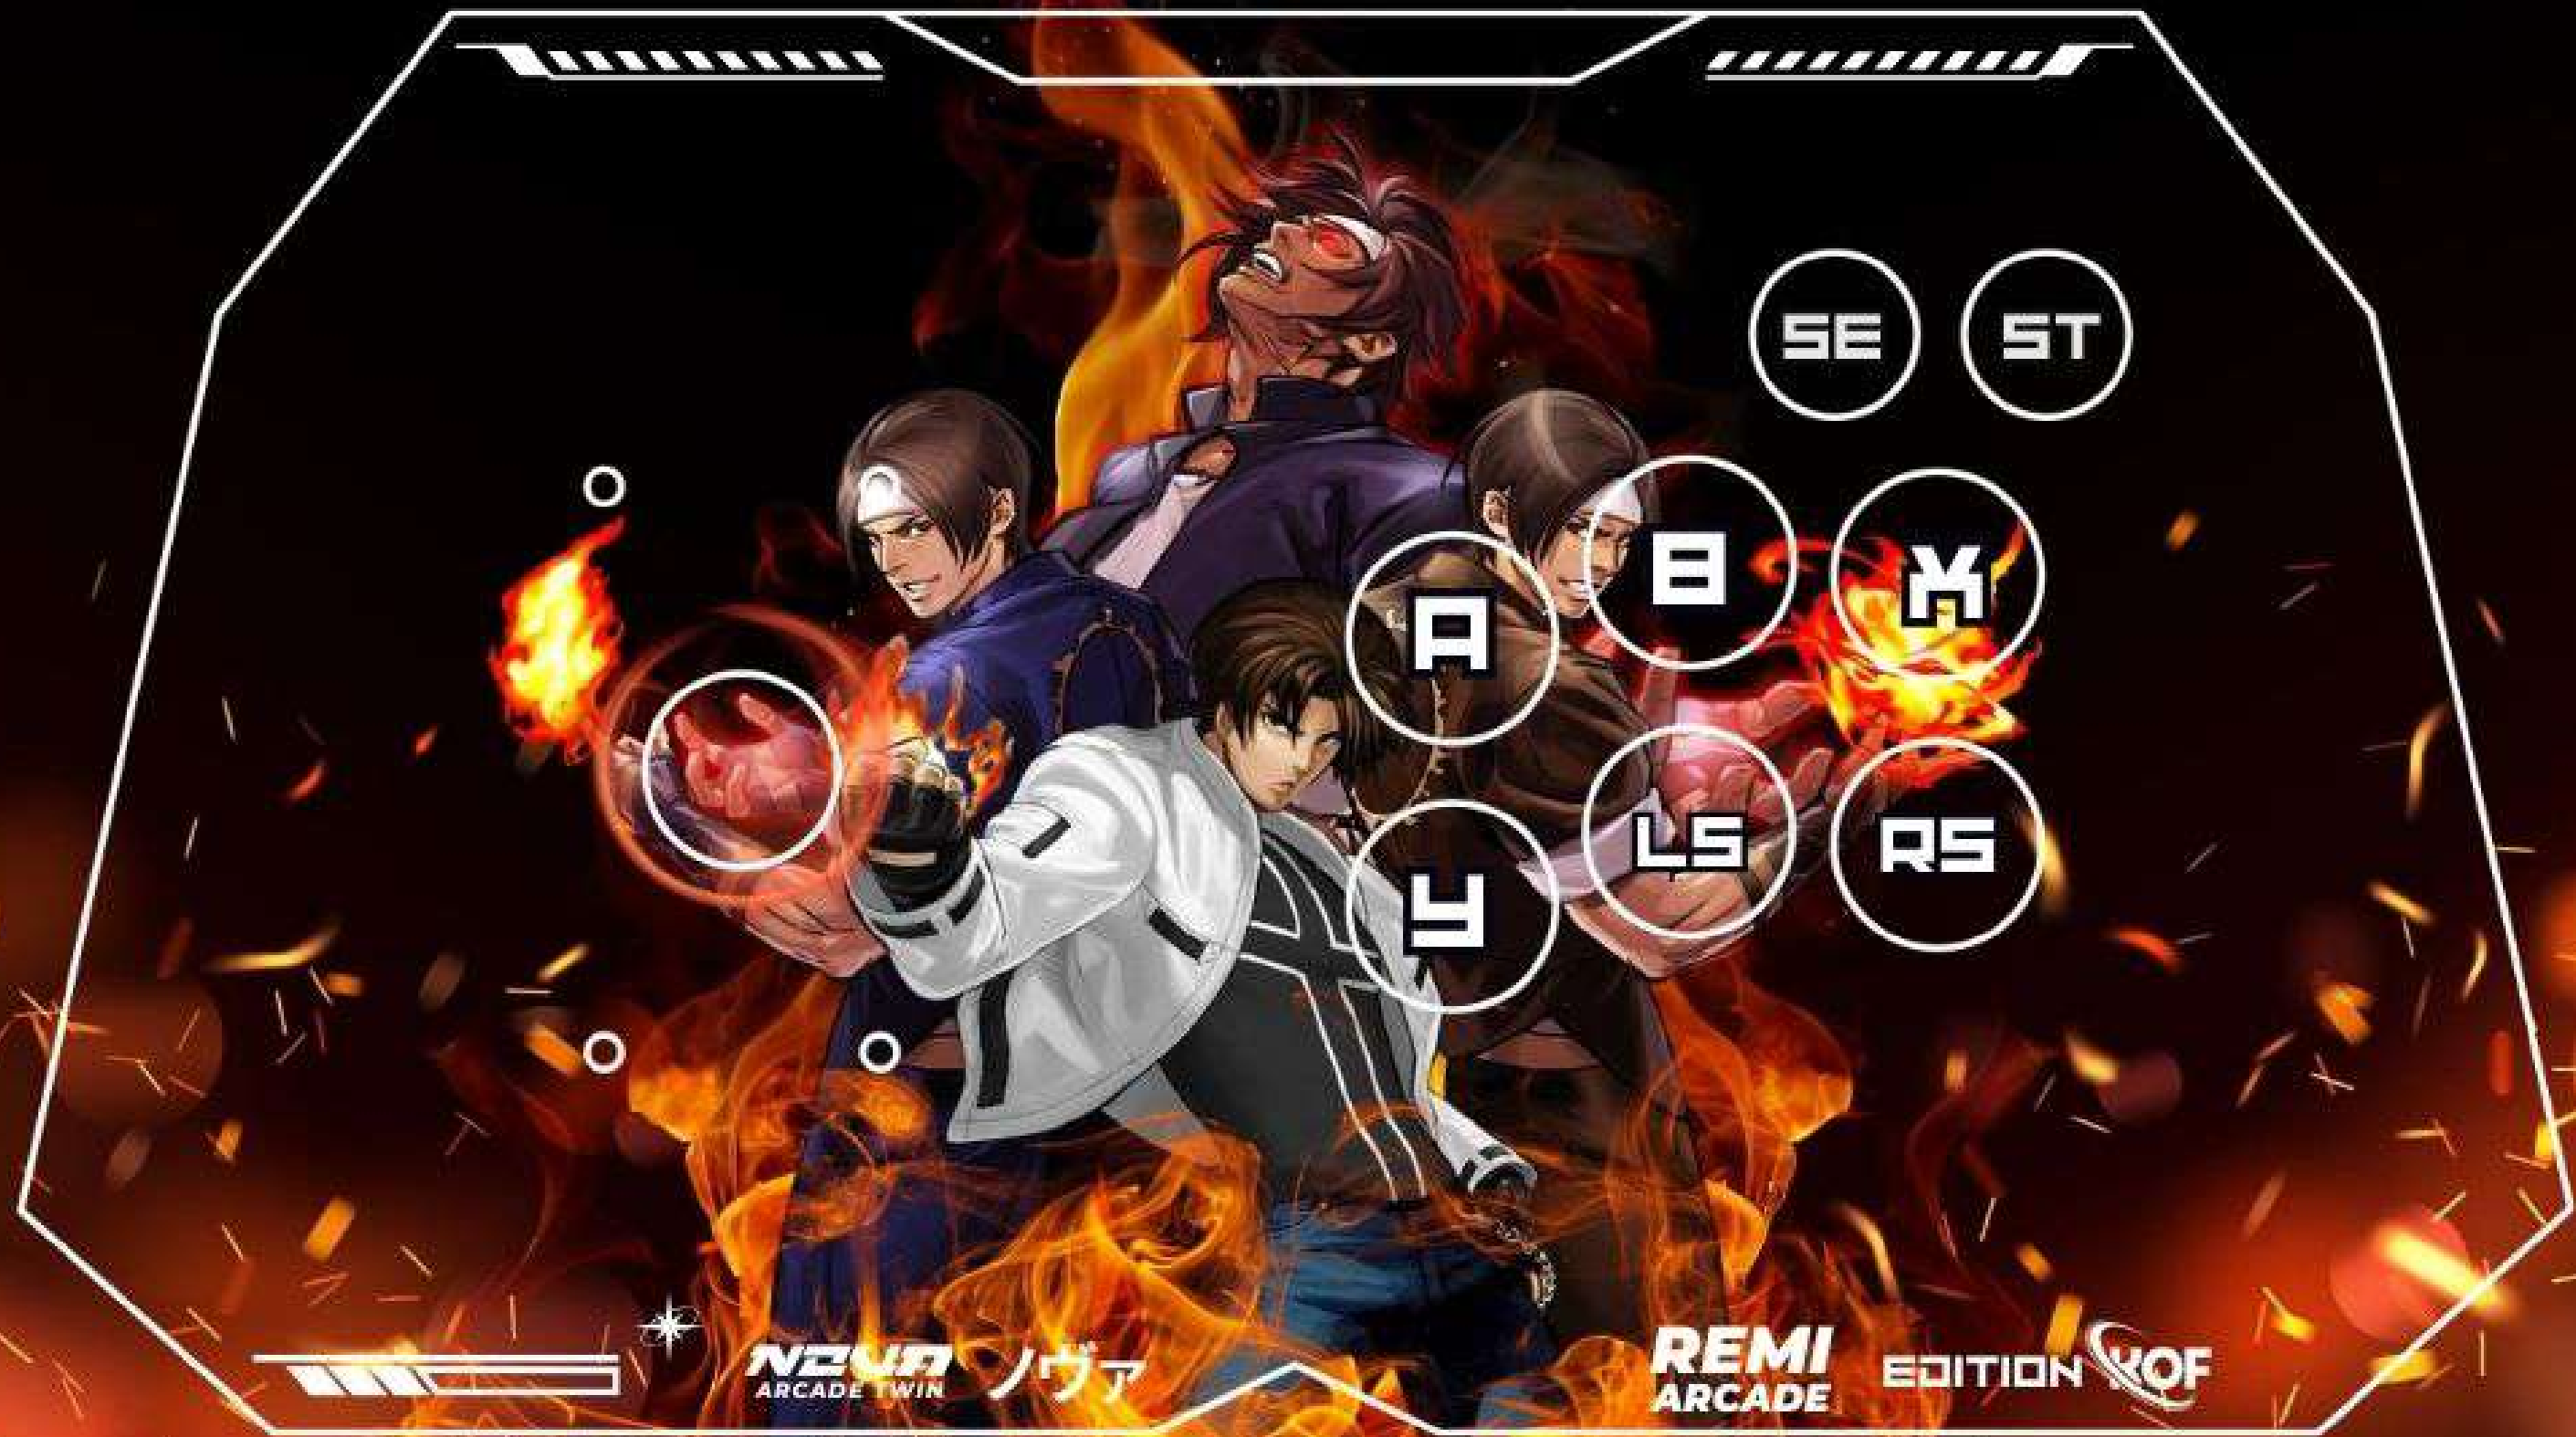 SE
ST
A
B
X
Y
LS
RS
NOVA
ARCADE TWIN
ノヴァ
REMI
ARCADE
EDITION
KOF